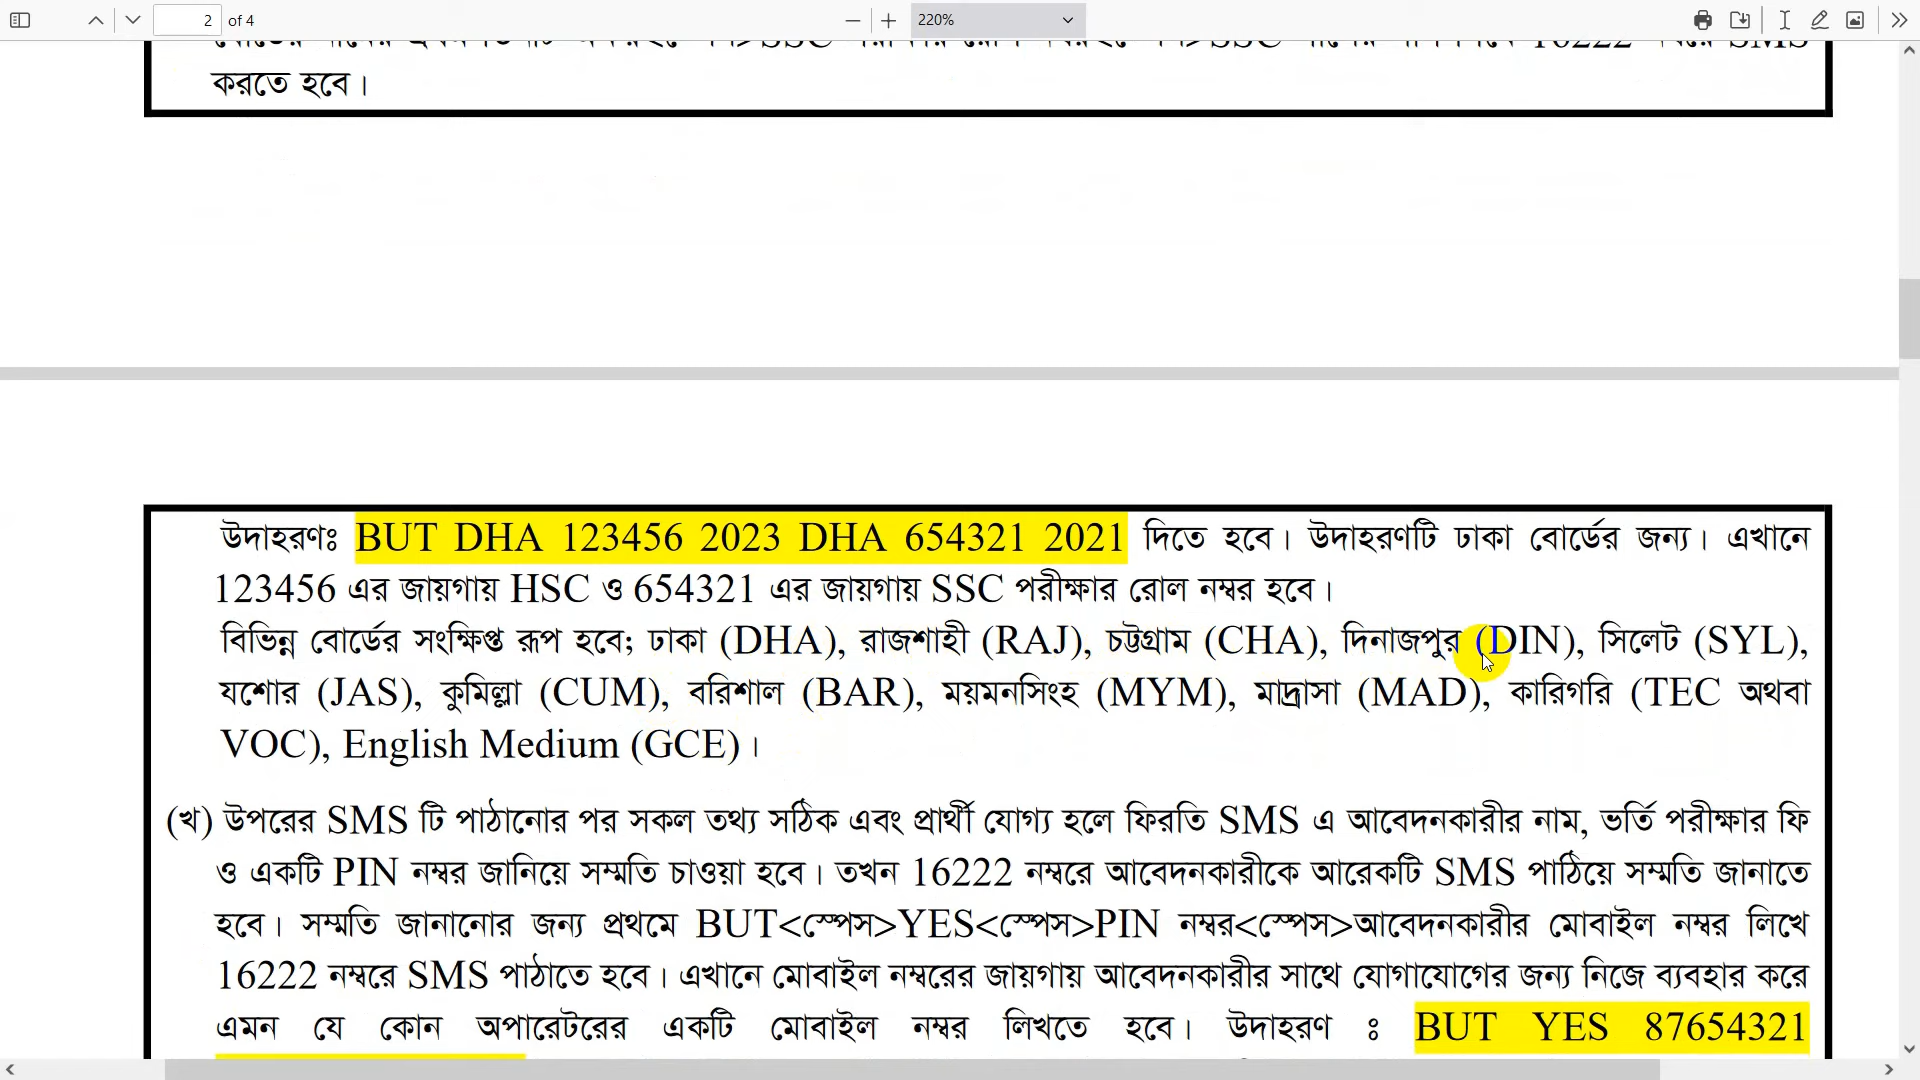 2 of 4
220%
করতে হবে।
উদাহরণঃ BUT DHA 123456 2023 DHA 654321 2021 দিতে হবে। উদাহরণটি ঢাকা বোর্ডের জন্য। এখানে
123456 এর জায়গায় HSC ও 654321 এর জায়গায় SSC পরীক্ষার রোল নম্বর হবে।
বিভিন্ন বোর্ডের সংক্ষিপ্ত রূপ হবে; ঢাকা (DHA), রাজশাহী (RAJ), চট্টগ্রাম (CHA), দিনাজপুর (DIN), সিলেট (SYL),
যশোর (JAS), কুমিল্লা (CUM), বরিশাল (BAR), ময়মনসিংহ (MYM), মাদ্রাসা (MAD), কারিগরি (TEC অথবা
VOC), English Medium (GCE)।
(খ) উপরের SMS টি পাঠানোর পর সকল তথ্য সঠিক এবং প্রার্থী যোগ্য হলে ফিরতি SMS এ আবেদনকারীর নাম, ভর্তি পরীক্ষার ফি
ও একটি PIN নম্বর জানিয়ে সম্মতি চাওয়া হবে। তখন 16222 নম্বরে আবেদনকারীকে আরেকটি SMS পাঠিয়ে সম্মতি জানাতে
হবে। সম্মতি জানানোর জন্য প্রথমে BUT<স্পেস>YES<স্পেস>PIN নম্বর<স্পেস>আবেদনকারীর মোবাইল নম্বর লিখে
16222 নম্বরে SMS পাঠাতে হবে। এখানে মোবাইল নম্বরের জায়গায় আবেদনকারীর সাথে যোগাযোগের জন্য নিজে ব্যবহার করে
এমন যে কোন অপারেটরের একটি মোবাইল নম্বর লিখতে হবে। উদাহরণ ঃ BUT YES 87654321